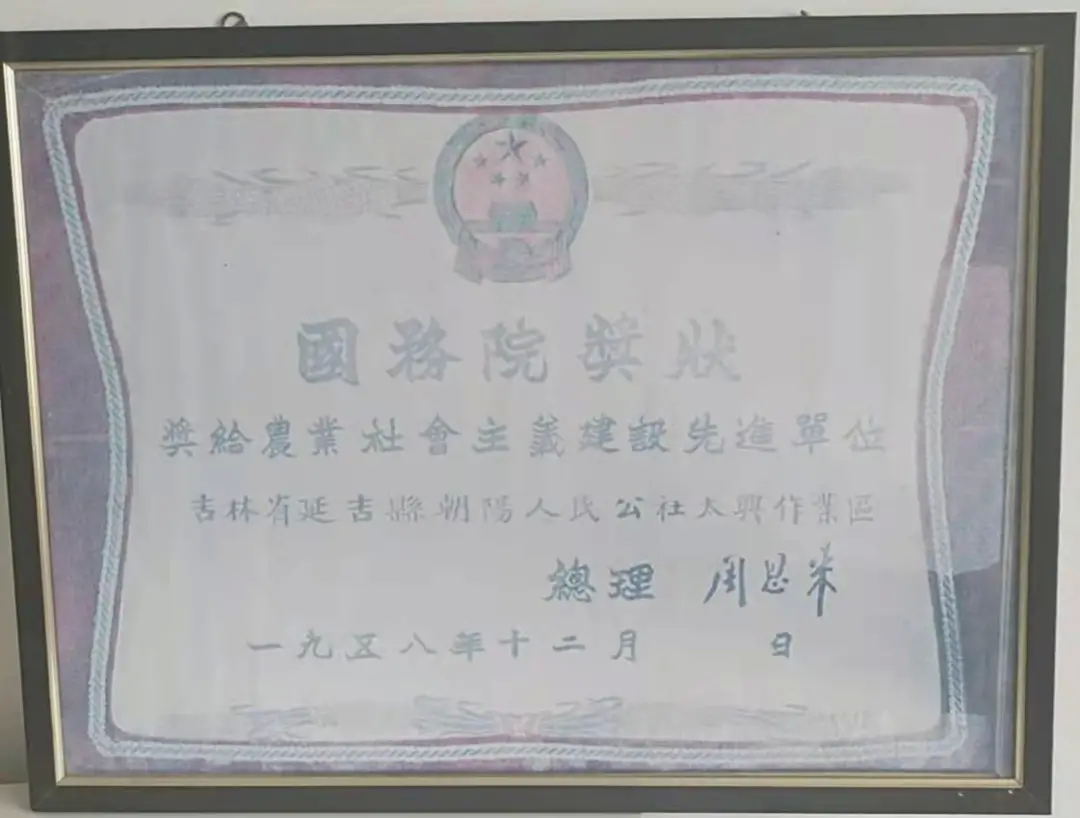 國務院獎狀
獎給農業社會主義建設先進單位
吉林省延吉縣朝陽人民公社太興作業區
總理 周恩来
一九五八年十二月 日